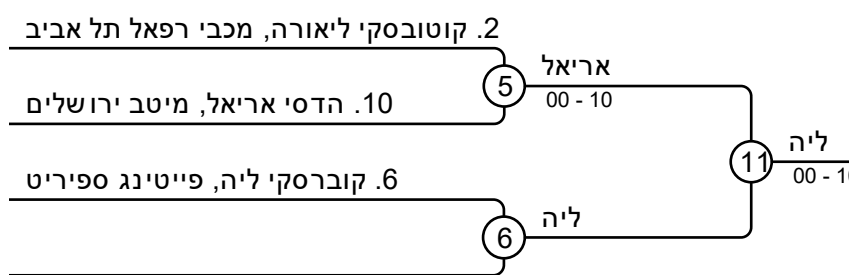 2. קוטובסקי ליאורה, מכבי רפאל תל אביב
5
אריאל
00 - 10
10. הדסי אריאל, מיטב ירושלים
11
ליה
6. קוברסקי ליה, פייטינג ספיריט
6
ליה